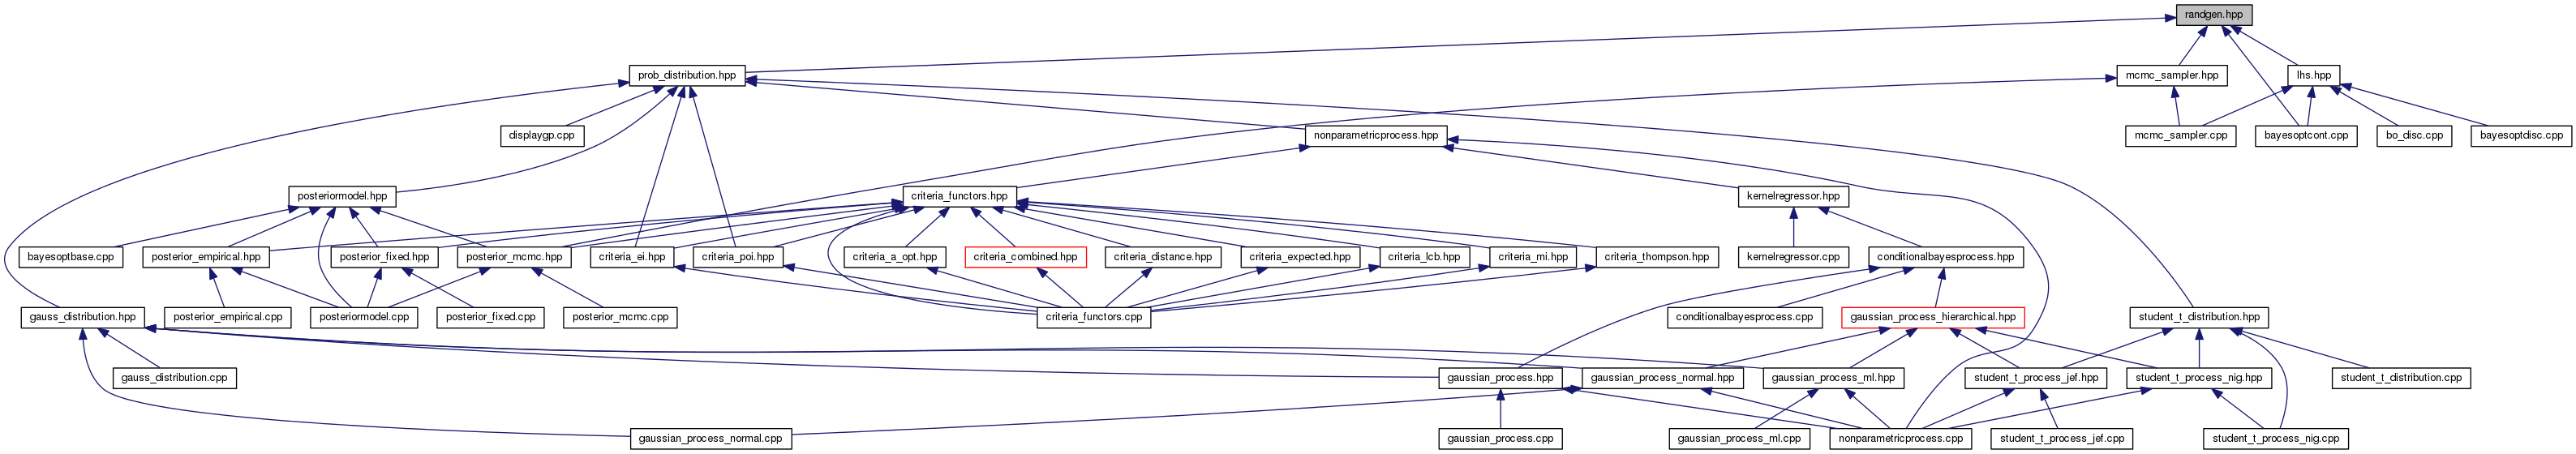 randgen.hpp
prob_distribution.hpp
mcmc_sampler.hpp
lhs.hpp
displaygp.cpp
nonparametricprocess.hpp
mcmc_sampler.cpp
bayesoptcont.cpp
bo_disc.cpp
bayesoptdisc.cpp
posteriormodel.hpp
criteria_functors.hpp
kernelregressor.hpp
bayesoptbase.cpp
posterior_empirical.hpp
posterior_fixed.hpp
posterior_mcmc.hpp
criteria_ei.hpp
criteria_poi.hpp
criteria_a_opt.hpp
criteria_combined.hpp
criteria_distance.hpp
criteria_expected.hpp
criteria_lcb.hpp
criteria_mi.hpp
criteria_thompson.hpp
kernelregressor.cpp
conditionalbayesprocess.hpp
gauss_distribution.hpp
posterior_empirical.cpp
posteriormodel.cpp
posterior_fixed.cpp
posterior_mcmc.cpp
criteria_functors.cpp
conditionalbayesprocess.cpp
gaussian_process_hierarchical.hpp
student_t_distribution.hpp
gauss_distribution.cpp
gaussian_process.hpp
gaussian_process_normal.hpp
gaussian_process_ml.hpp
student_t_process_jef.hpp
student_t_process_nig.hpp
student_t_distribution.cpp
gaussian_process_normal.cpp
gaussian_process.cpp
gaussian_process_ml.cpp
nonparametricprocess.cpp
student_t_process_jef.cpp
student_t_process_nig.cpp